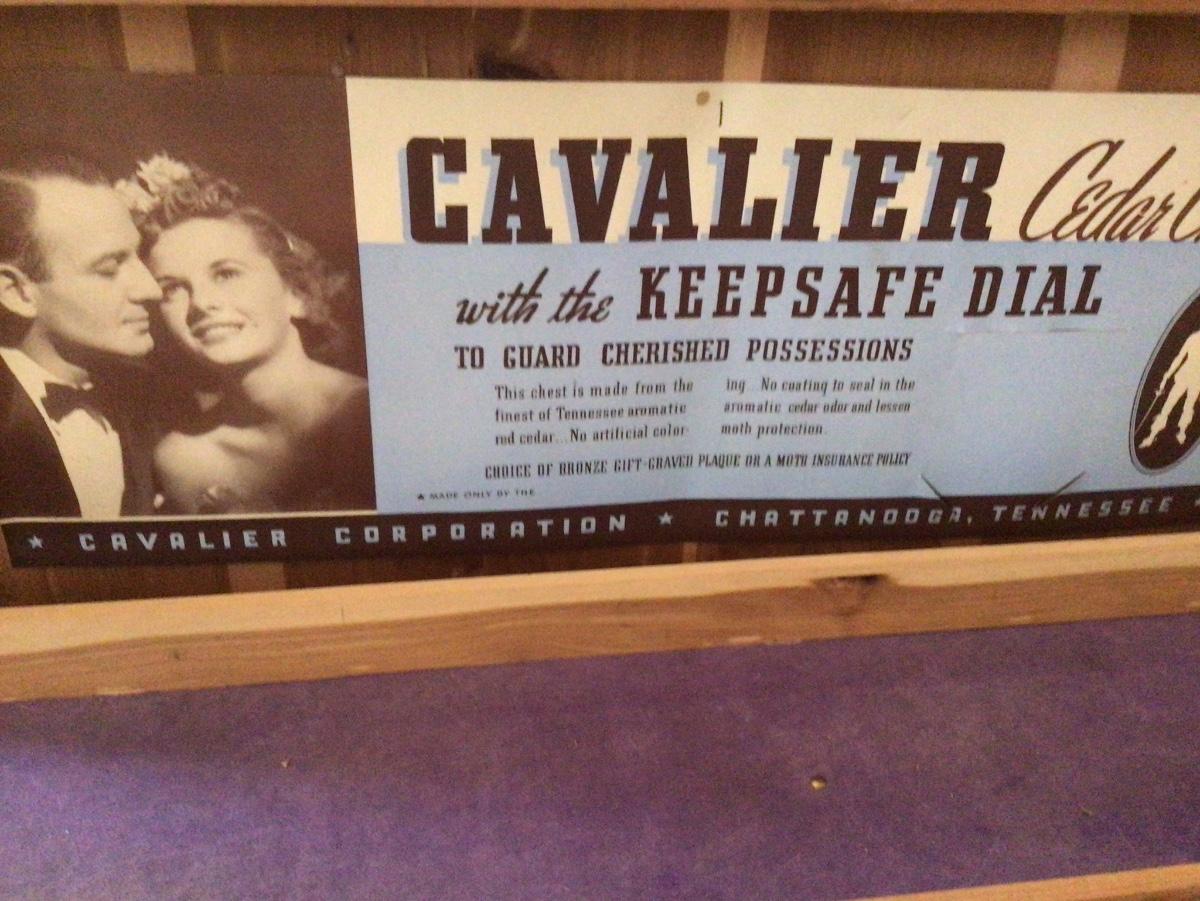 CAVALIER Cedar
with the KEEPSAFE DIAL
TO GUARD CHERISHED POSSESSIONS
This chest is made from the
finest of Tennessee aromatic
red cedar...No artificial color-
ing...No coating to seal in the
aromatic cedar odor and lessen
moth protection.
CHOICE OF BRONZE GIFT-GRAVED PLAQUE OR A MOTH INSURANCE POLICY
★ MADE ONLY BY THE
★ CAVALIER CORPORATION ★ CHATTANOOGA, TENNESSEE